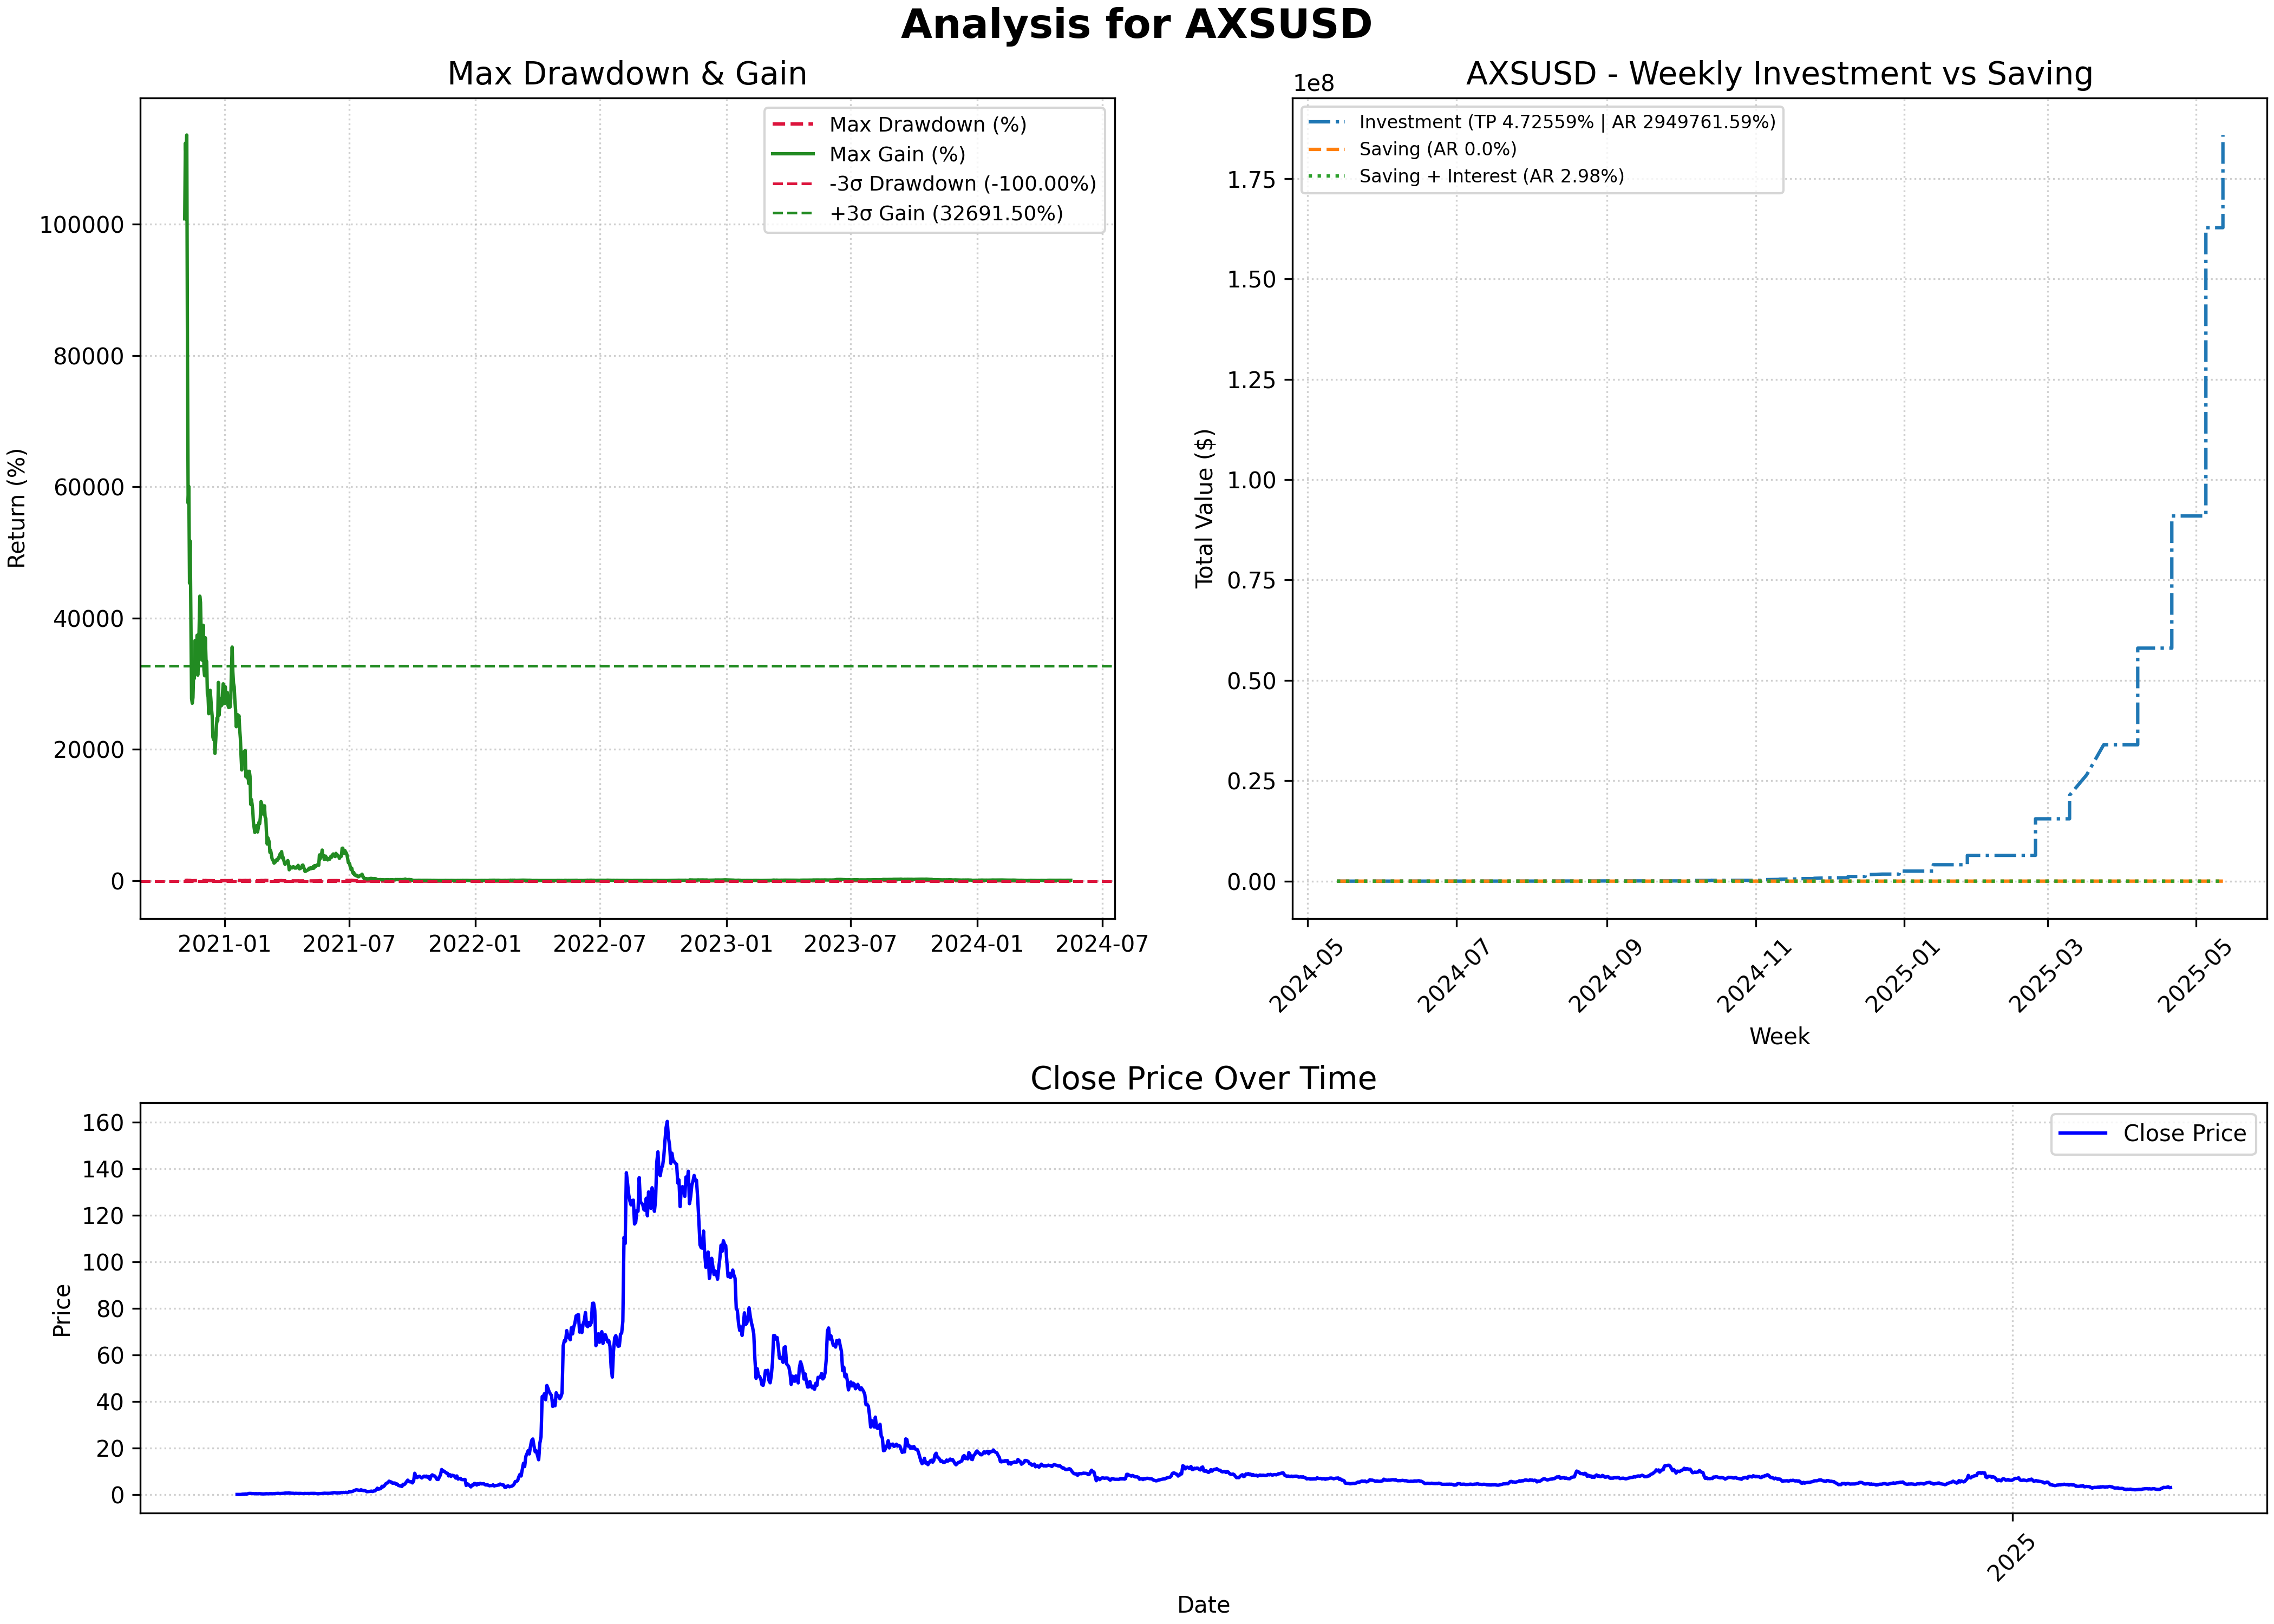 Analysis for AXSUSD
Max Drawdown & Gain
Return (%)
100000
80000
60000
40000
20000
0
2021-01
2021-07
2022-01
2022-07
2023-01
2023-07
2024-01
2024-07
Max Drawdown (%)
Max Gain (%)
-3σ Drawdown (-100.00%)
+3σ Gain (32691.50%)
AXSUSD - Weekly Investment vs Saving
1e8
Total Value ($)
1.75
1.50
1.25
1.00
0.75
0.50
0.25
0.00
Investment (TP 4.72559% | AR 2949761.59%)
Saving (AR 0.0%)
Saving + Interest (AR 2.98%)
2024-05
2024-07
2024-09
2024-11
2025-01
2025-03
2025-05
Week
Close Price Over Time
Price
160
140
120
100
80
60
40
20
0
Close Price
2025
Date